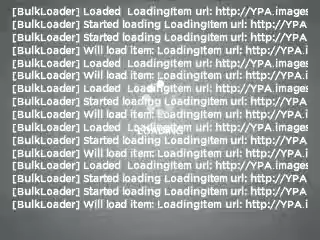 [BulkLoader] Loaded LoadingItem url: http://YPA.images
[BulkLoader] Started loading LoadingItem url: http://YPA
[BulkLoader] Started loading LoadingItem url: http://YPA
[BulkLoader] Will load item: LoadingItem url: http://YPA.i
[BulkLoader] Loaded LoadingItem url: http://YPA.images
[BulkLoader] Will load item: LoadingItem url: http://YPA.i
[BulkLoader] Loaded LoadingItem url: http://YPA.images
[BulkLoader] Started loading LoadingItem url: http://YPA
[BulkLoader] Will load item: LoadingItem url: http://YPA.i
[BulkLoader] Loaded LoadingItem url: http://YPA.images
LOADING
[BulkLoader] Started loading LoadingItem url: http://YPA
[BulkLoader] Will load item: LoadingItem url: http://YPA.i
[BulkLoader] Loaded LoadingItem url: http://YPA.images
[BulkLoader] Started loading LoadingItem url: http://YPA
[BulkLoader] Started loading LoadingItem url: http://YPA
[BulkLoader] Will load item: LoadingItem url: http://YPA.i